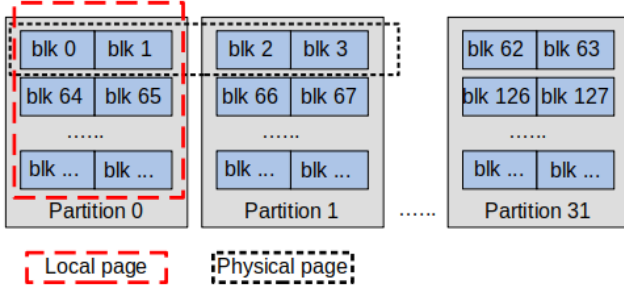 blk 0 blk 1 blk 2 blk 3 blk 62 blk 63
blk 64 blk 65 blk 66 blk 67 blk 126 blk 127
...... ...... ......
blk ... blk ... blk ... blk ... blk ... blk ...
Partition 0 Partition 1 ...... Partition 31
Local page Physical page